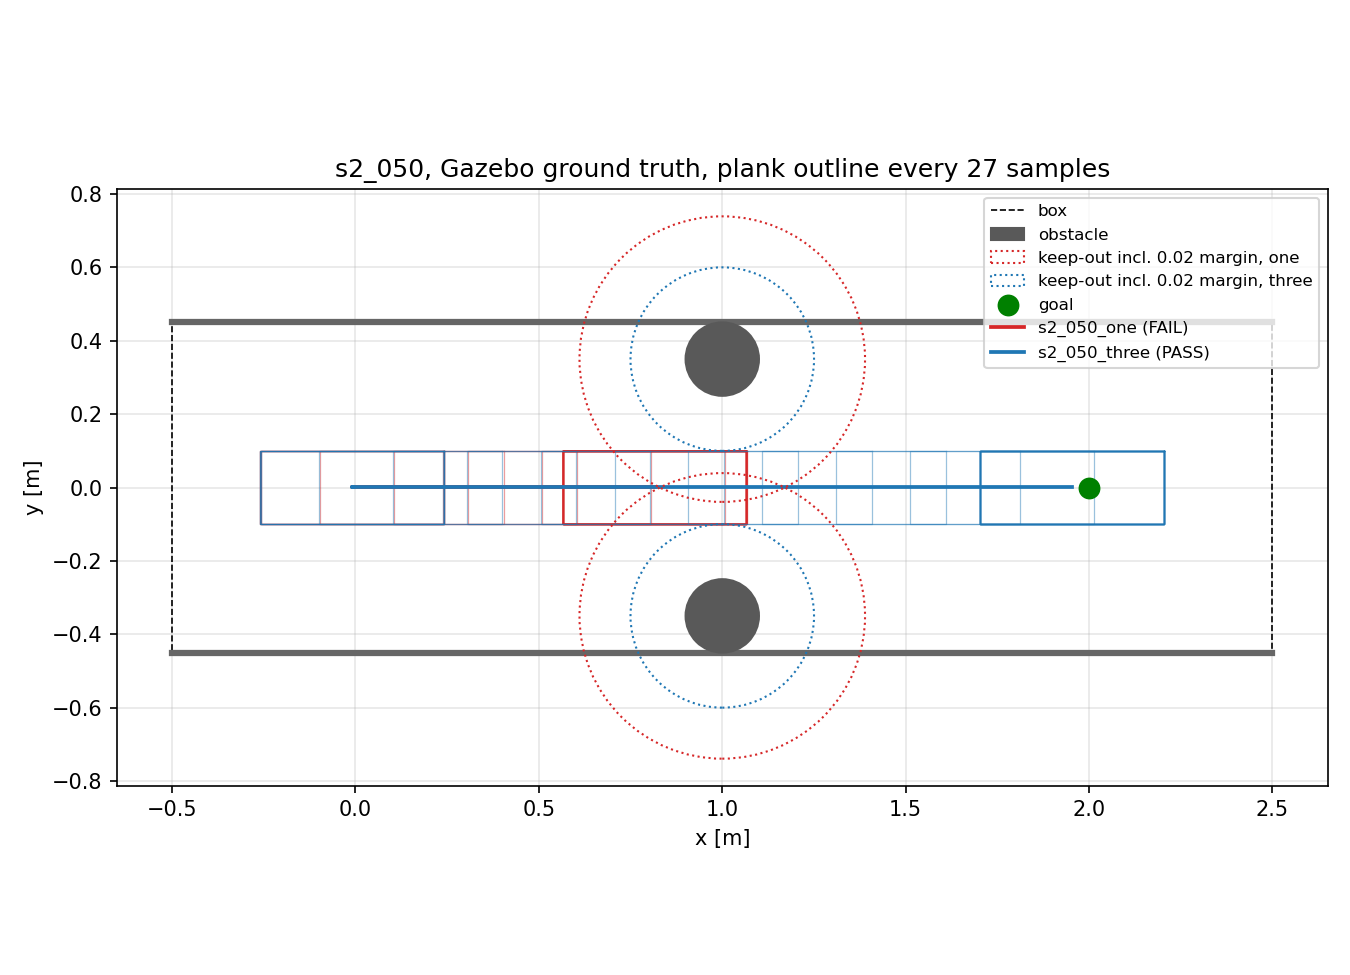 s2_050, Gazebo ground truth, plank outline every 27 samples
0.8
0.6
0.4
0.2
0.0
−0.2
−0.4
−0.6
−0.8
y [m]
box
obstacle
keep-out incl. 0.02 margin, one
keep-out incl. 0.02 margin, three
goal
s2_050_one (FAIL)
s2_050_three (PASS)
−0.5
0.0
0.5
1.0
1.5
2.0
2.5
x [m]